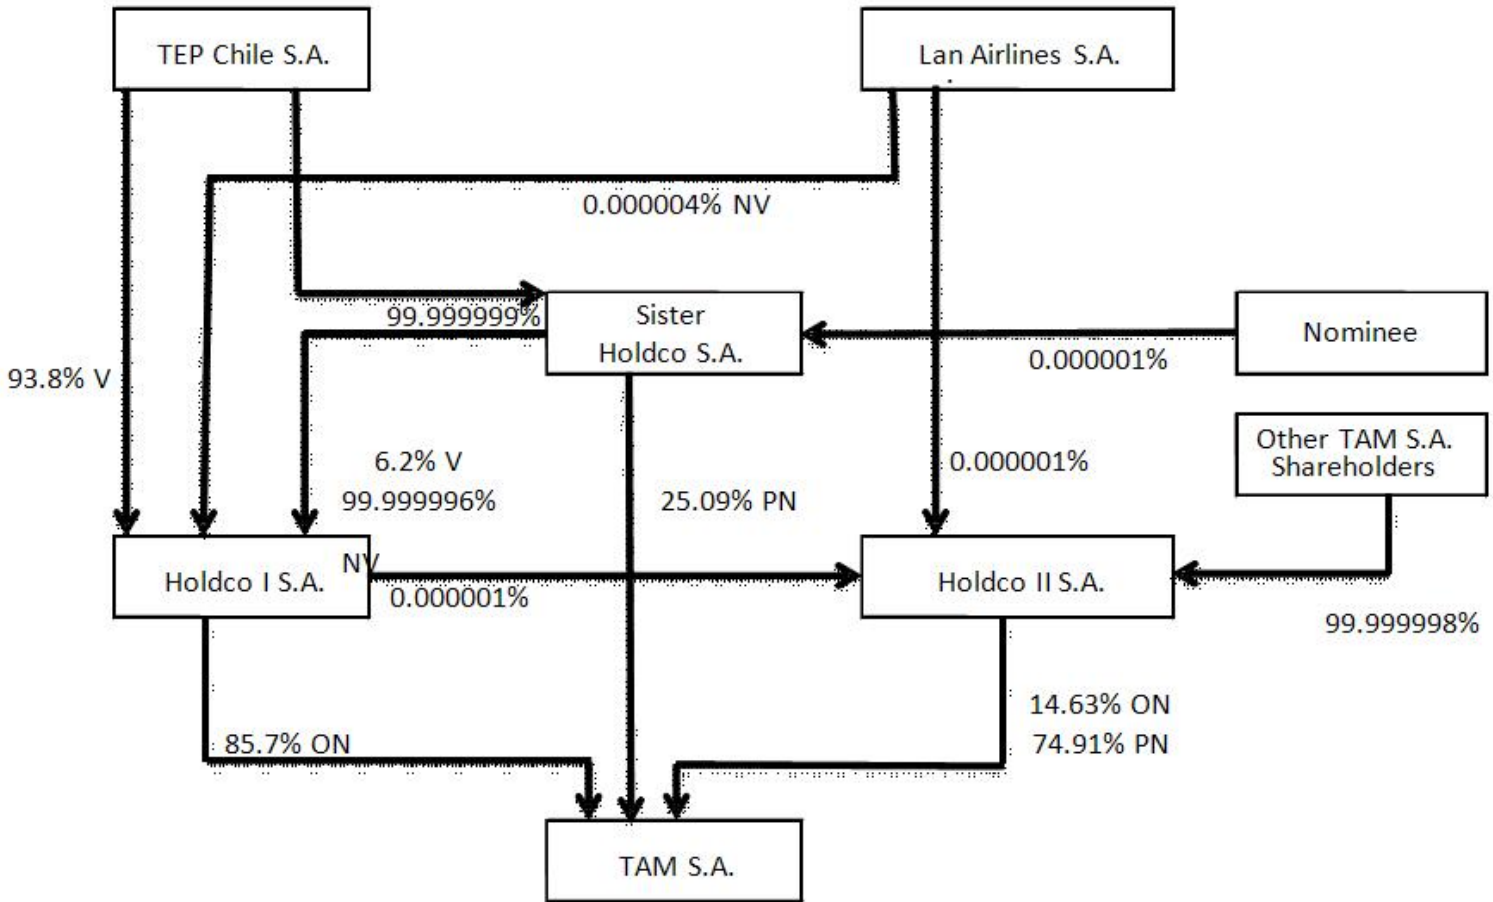 TEP Chile S.A.
Lan Airlines S.A.
0.000004% NV
99.999999%
Sister
Holdco S.A.
Nominee
0.000001%
93.8% V
Other TAM S.A.
Shareholders
6.2% V
99.999996%
NV
25.09% PN
0.000001%
Holdco I S.A.
0.000001%
Holdco II S.A.
99.999998%
14.63% ON
74.91% PN
85.7% ON
TAM S.A.